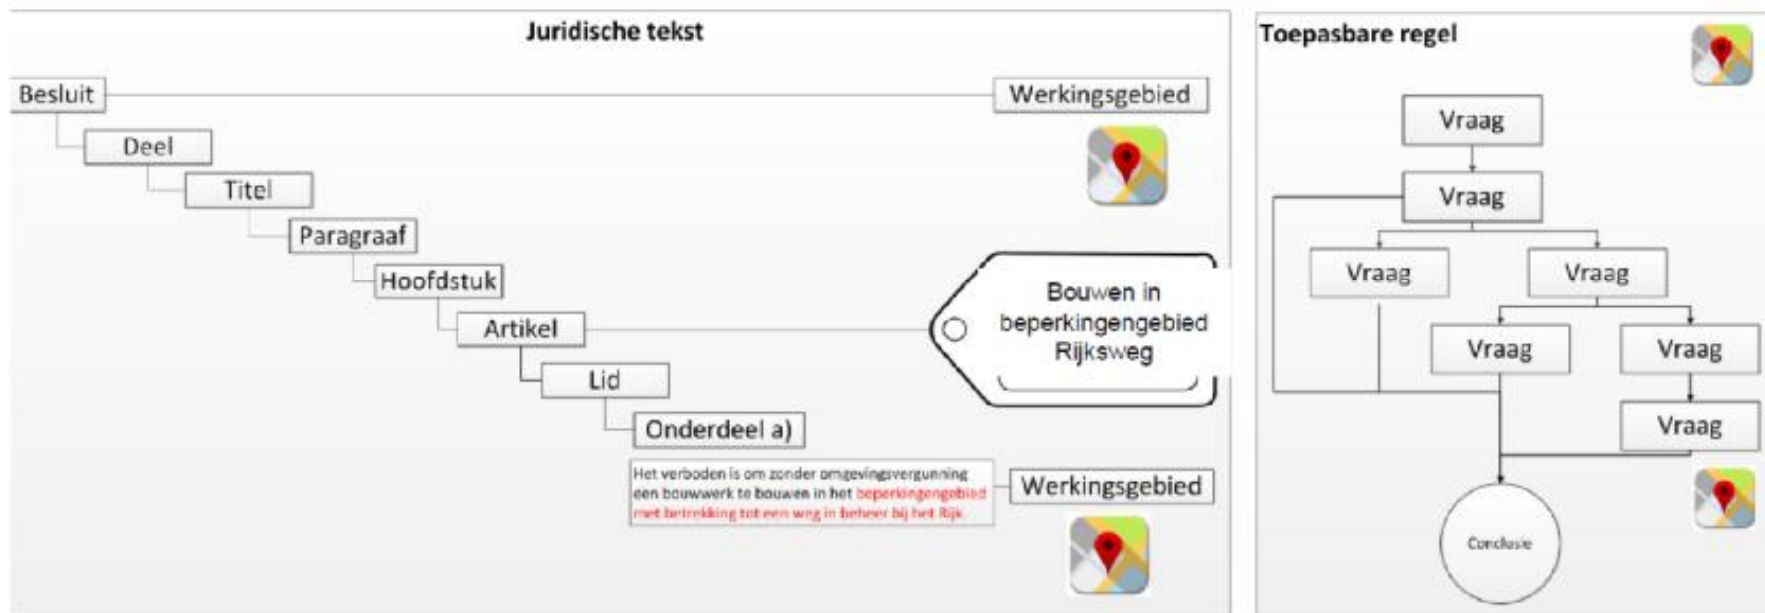 Juridische tekst
Besluit
Werkingsgebied
Deel
Titel
Paragraaf
Hoofdstuk
Artikel
Bouwen in
beperkingengebied
Rijksweg
Lid
Onderdeel a)
Het verboden is om zonder omgevingsvergunning
een bouwwerk te bouwen in het beperkingengebied
met betrekking tot een weg in beheer bij het Rijk.
Werkingsgebied
Toepasbare regel
Vraag
Vraag
Vraag
Vraag
Vraag
Vraag
Vraag
Conclusie